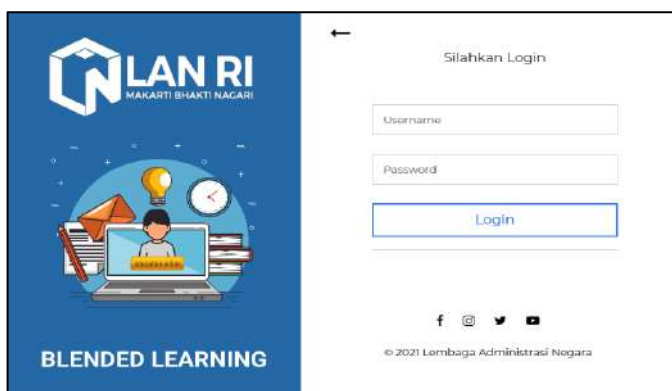 LAN RI
MAKARTI BHAKTI NAGARI
BLENDED LEARNING
Silahkan Login
Username
Password
Login
© 2021 Lembaga Administrasi Negara